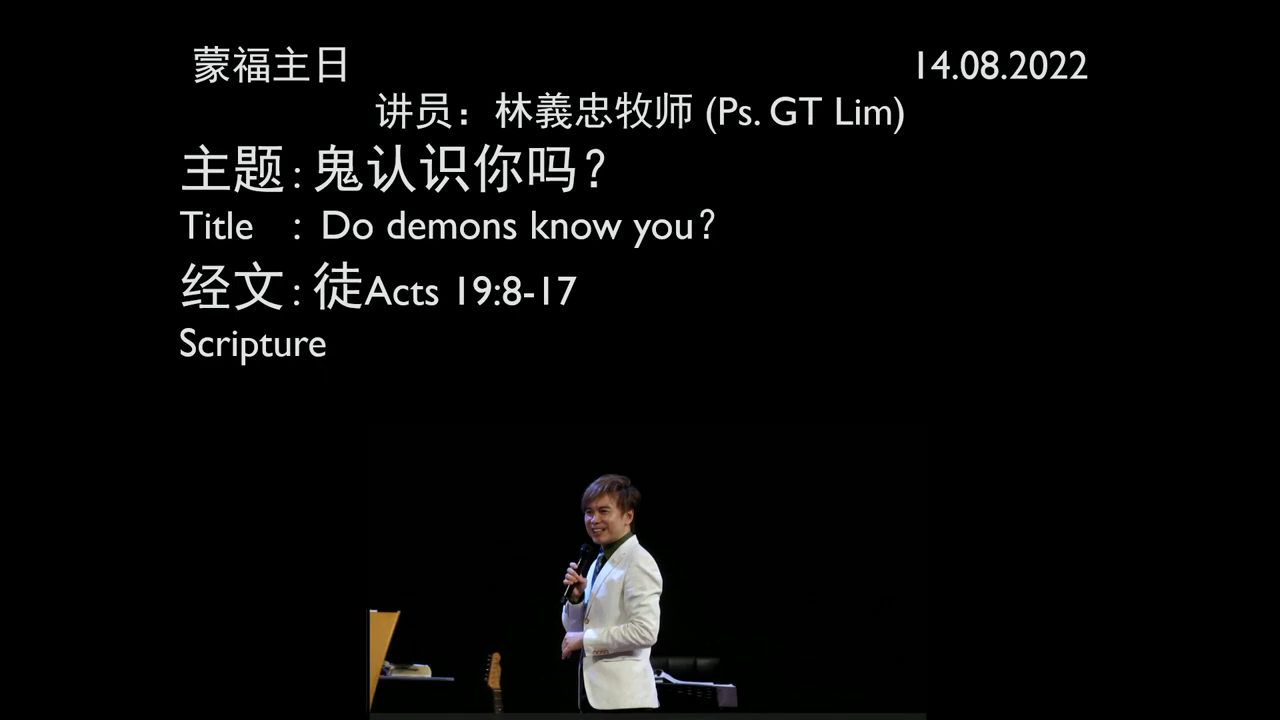 蒙福主日 14.08.2022
讲员：林義忠牧师 (Ps. GT Lim)
主题: 鬼认识你吗？
Title : Do demons know you？
经文: 徒Acts 19:8-17
Scripture